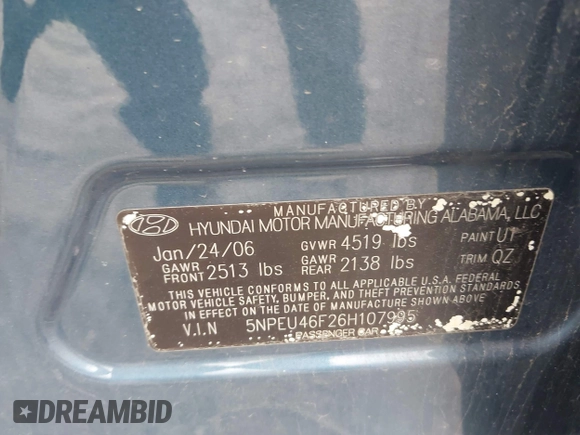 MANUFACTURED BY
HYUNDAI MOTOR MANUFACTURING ALABAMA, LLC
Jan/24/06 GVWR 4519 lbs PAINT U1
GAWR FRONT 2513 lbs GAWR REAR 2138 lbs TRIM QZ
THIS VEHICLE CONFORMS TO ALL APPLICABLE U.S.A. FEDERAL
MOTOR VEHICLE SAFETY, BUMPER, AND THEFT PREVENTION
STANDARDS IN EFFECT ON THE DATE OF MANUFACTURE SHOWN ABOVE
V.I.N 5NPEU46F26H107995
PASSENGER CAR
DREAMBID